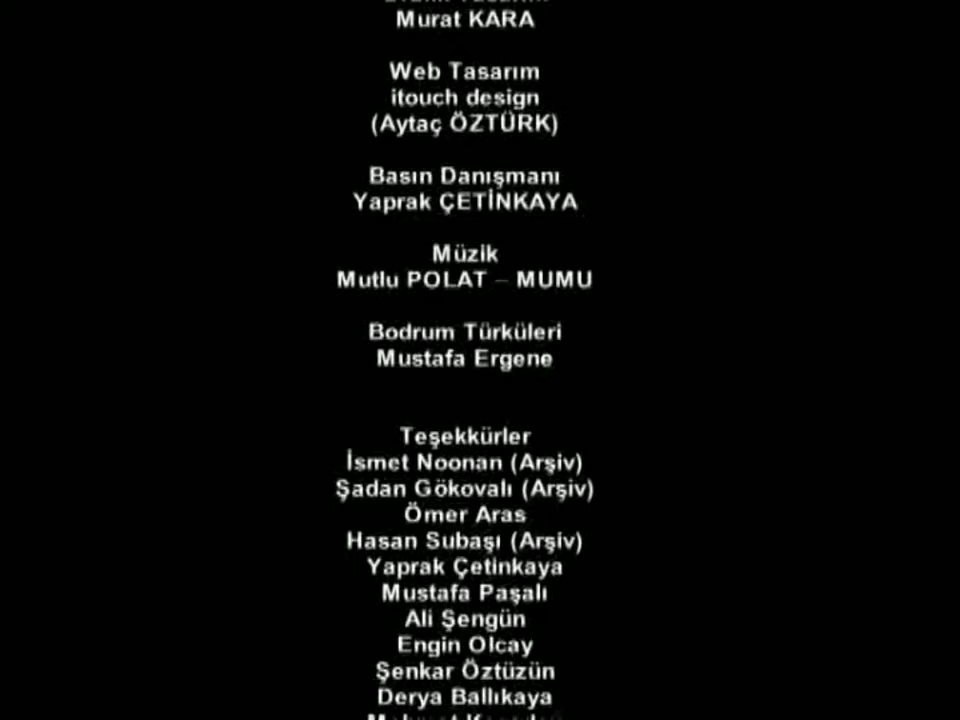 Murat KARA
Web Tasarım
itouch design
(Aytaç ÖZTÜRK)
Basın Danışmanı
Yaprak ÇETİNKAYA
Müzik
Mutlu POLAT – MUMU
Bodrum Türküleri
Mustafa Ergene
Teşekkürler
İsmet Noonan (Arşiv)
Şadan Gökovalı (Arşiv)
Ömer Aras
Hasan Subaşı (Arşiv)
Yaprak Çetinkaya
Mustafa Paşalı
Ali Şengün
Engin Olcay
Şenkar Öztüzün
Derya Ballıkaya